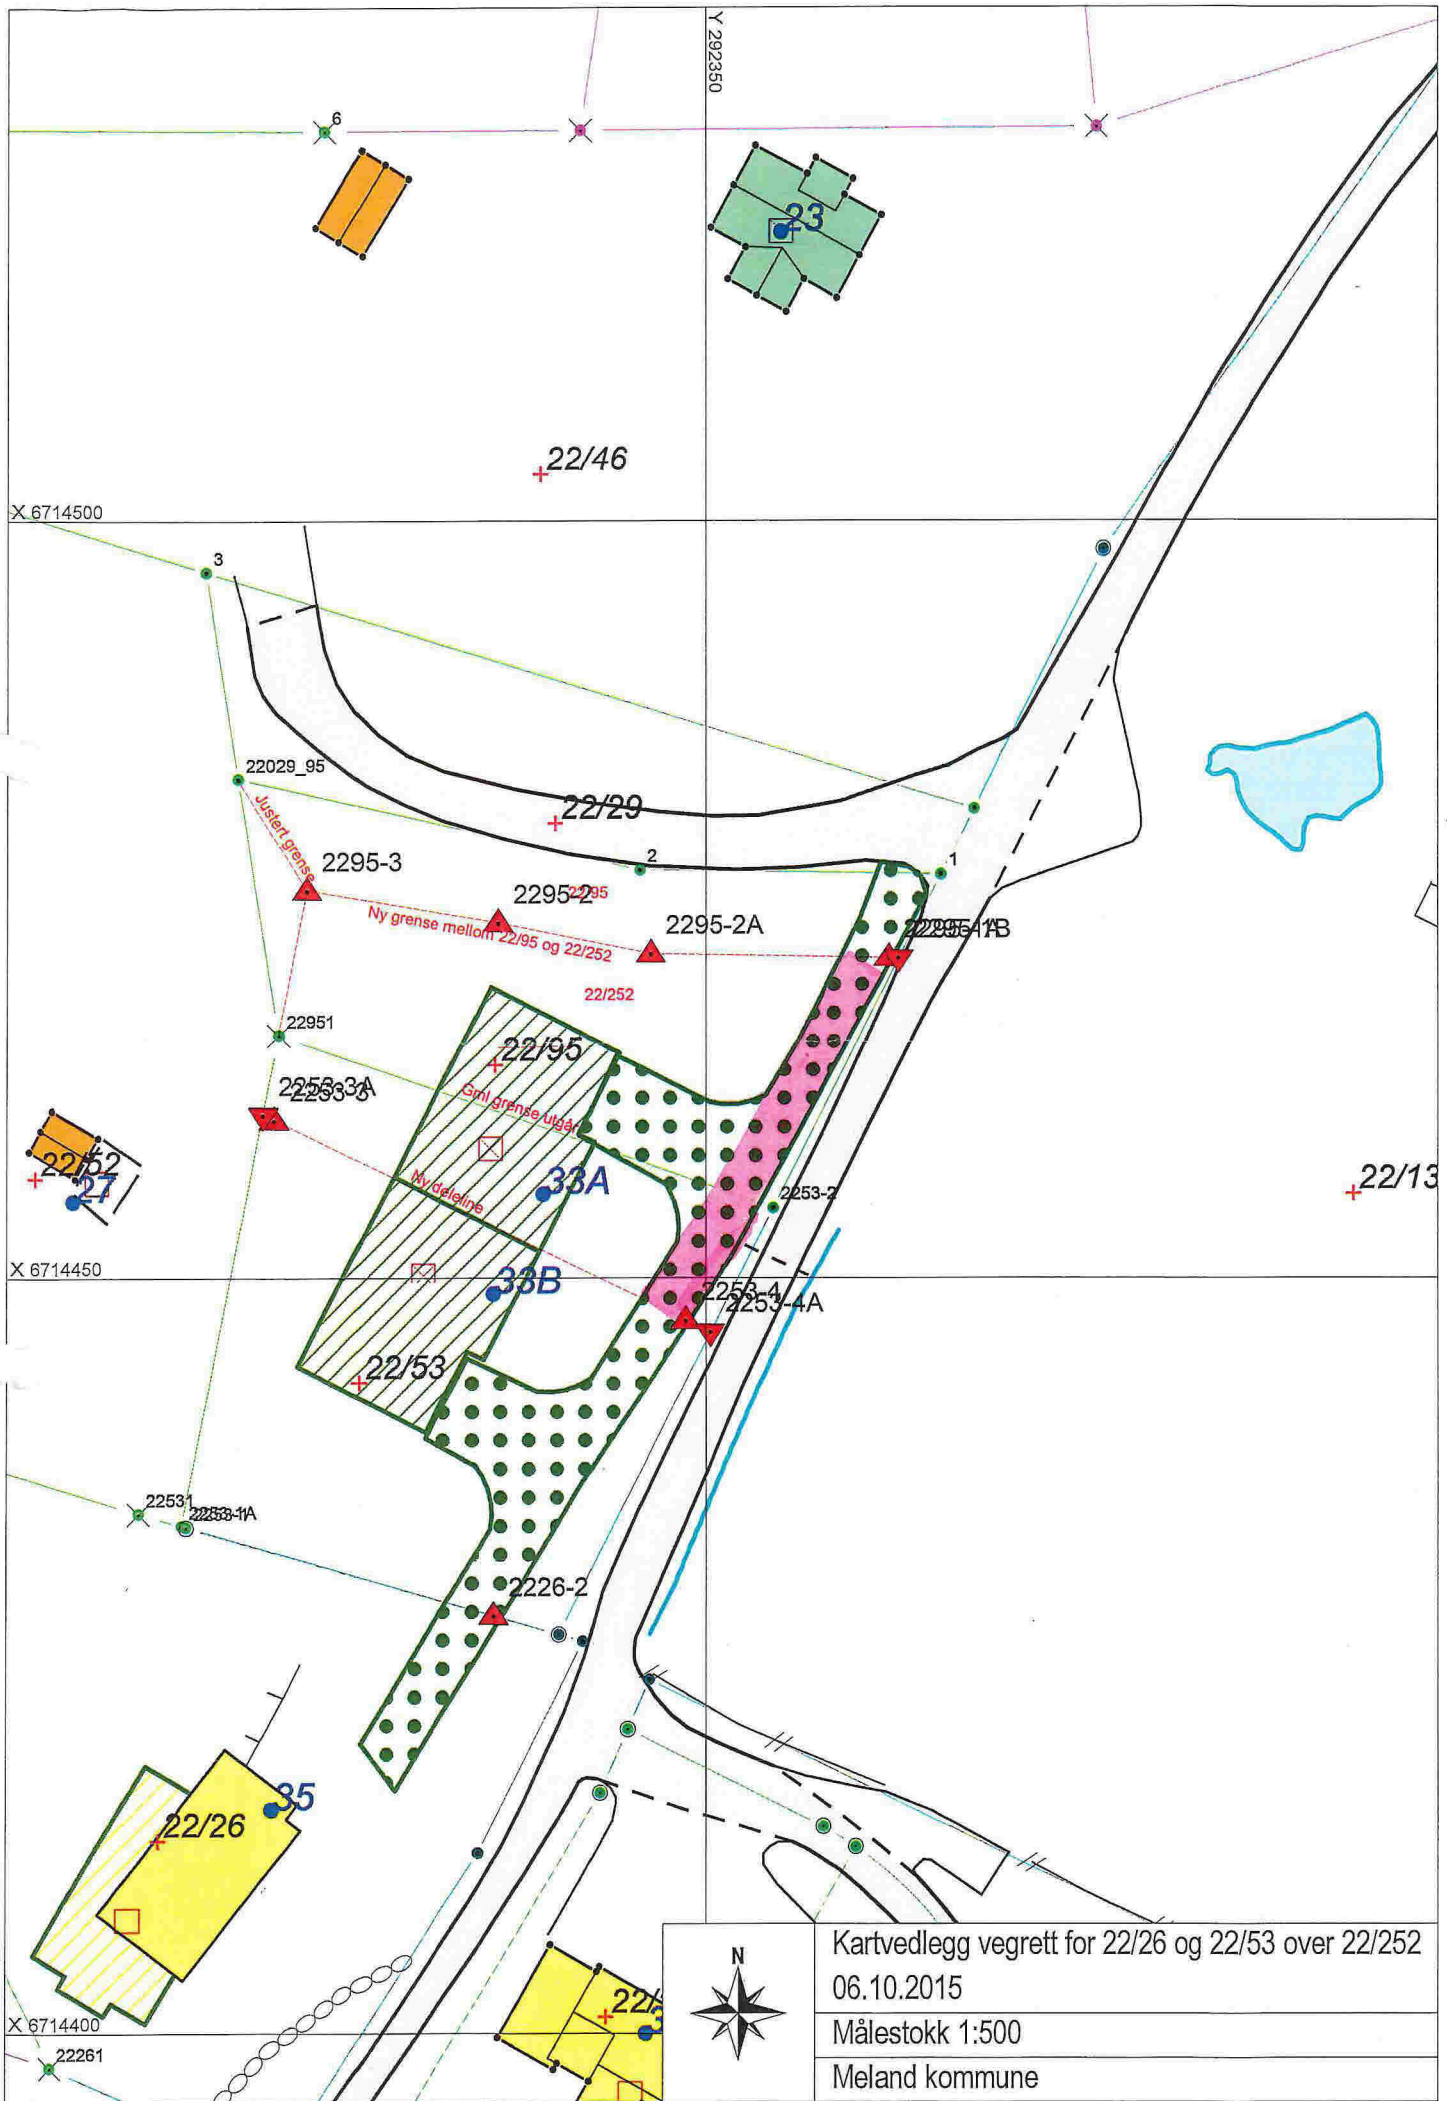 Y 292350
6
23
22/46
X 6714500
3
22029_95
Justert grense
22/29
2295-3
2
1
2295-2
22/95
Ny grense mellom 22/95 og 22/252
2295-2A
22/252
22951
22/95
2253-3A
Gml grense utgår
22/52
27
33A
Ny deleline
2253-2
22/13
X 6714450
33B
2253-4
2253-4A
22/53
22531
2253-1A
2226-2
35
22/26
Kartvedlegg vegrett for 22/26 og 22/53 over 22/252
N
06.10.2015
X 6714400
Målestokk 1:500
22261
Meland kommune